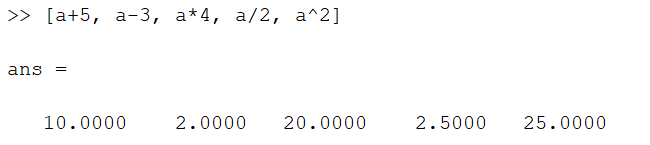 >> [a+5, a-3, a*4, a/2, a^2]
ans =
10.0000 2.0000 20.0000 2.5000 25.0000